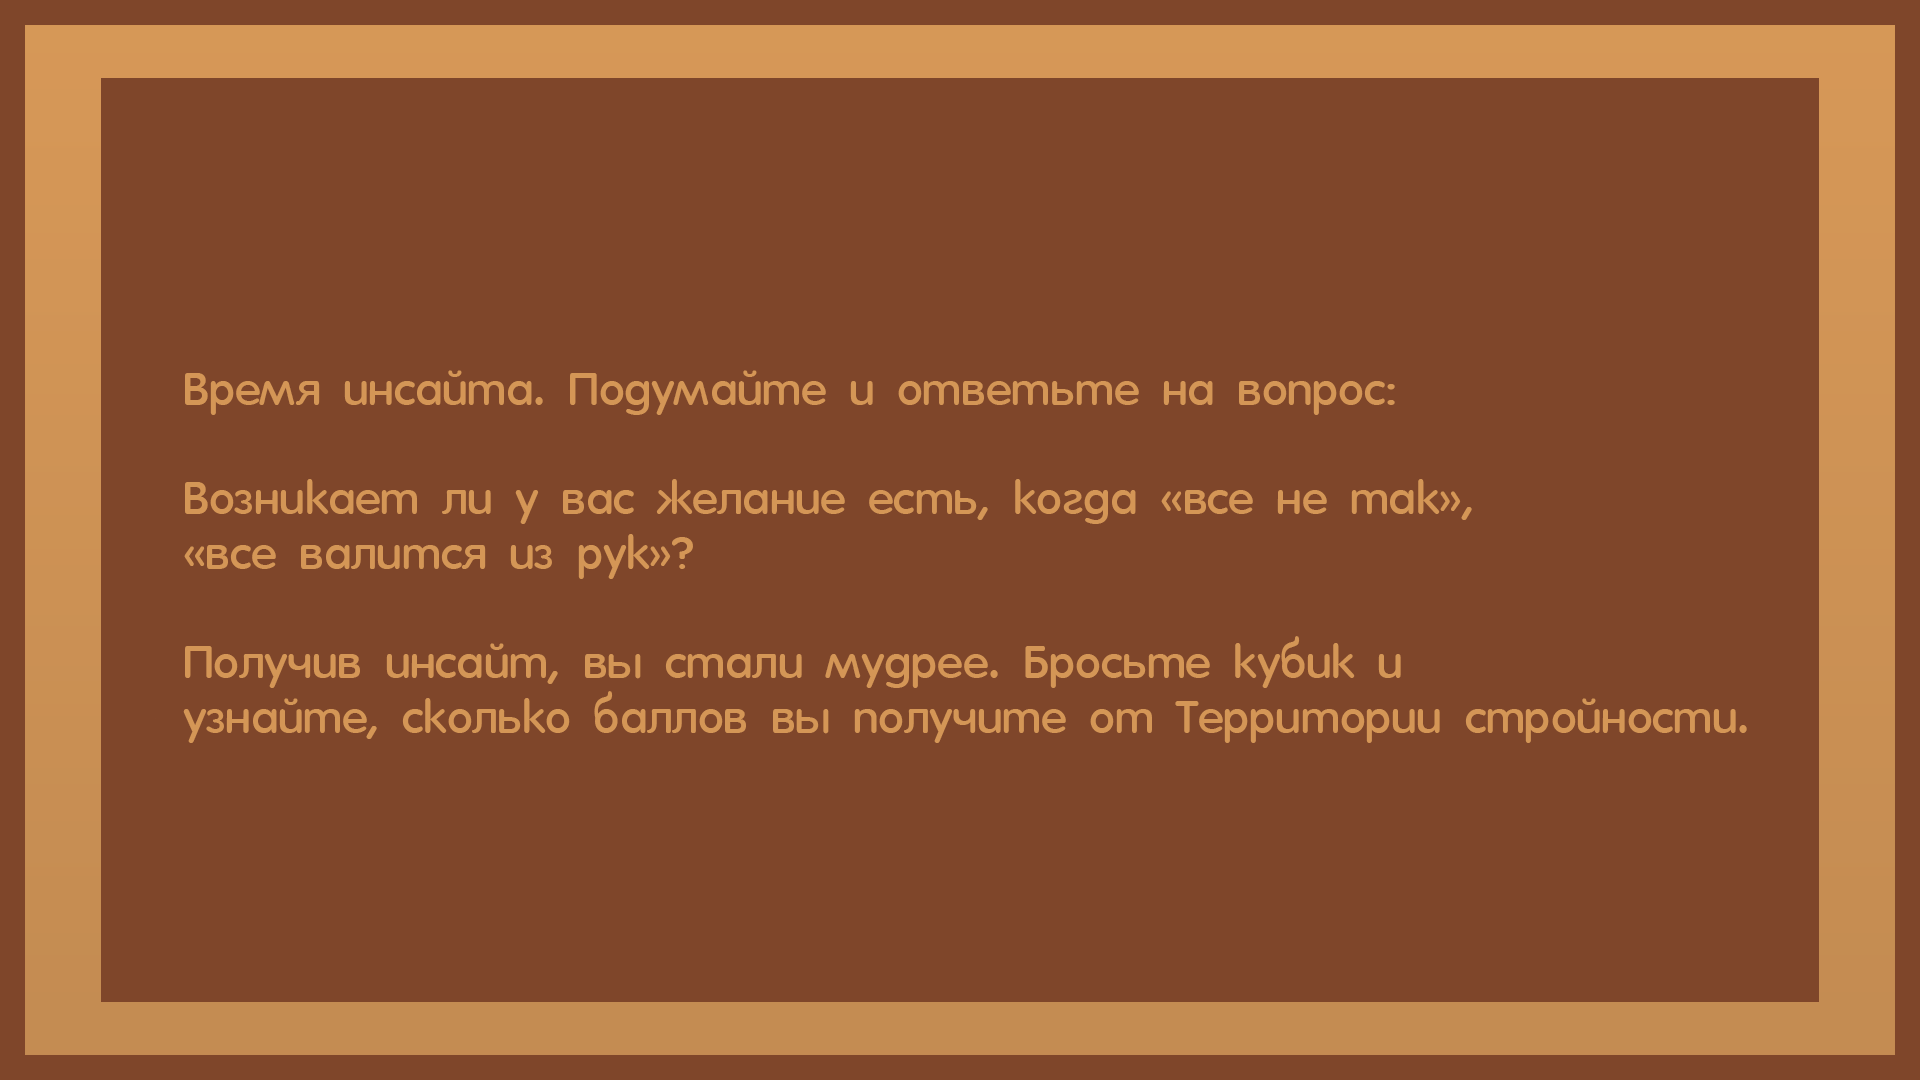 Время инсайта. Подумайте и ответьте на вопрос:
Возникает ли у вас желание есть, когда «все не так»,
«все валится из рук»?
Получив инсайт, вы стали мудрее. Бросьте кубик и
узнайте, сколько баллов вы получите от Территории стройности.